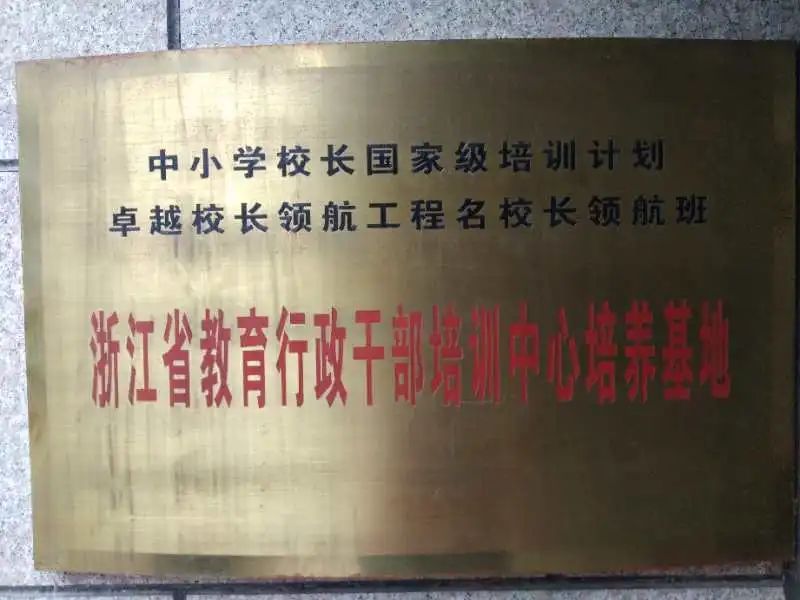 中小学校长国家级培训计划
卓越校长领航工程名校长领航班
浙江省教育行政干部培训中心培养基地